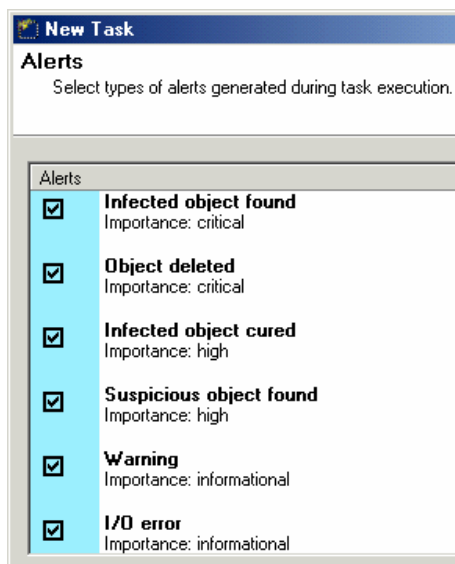 New Task
Alerts
Select types of alerts generated during task execution.
Alerts
Infected object found
Importance: critical
Object deleted
Importance: critical
Infected object cured
Importance: high
Suspicious object found
Importance: high
Warning
Importance: informational
I/O error
Importance: informational